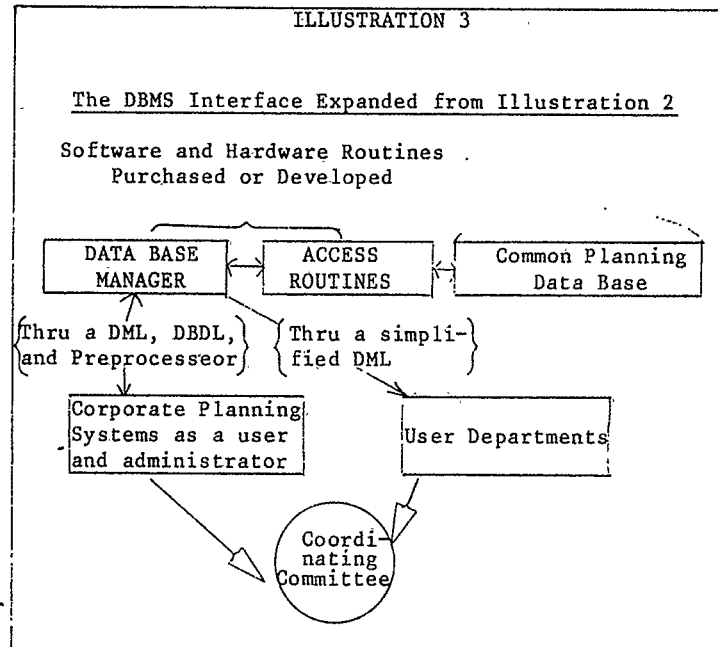 ILLUSTRATION 3
The DBMS Interface Expanded from Illustration 2
Software and Hardware Routines
Purchased or Developed
DATA BASE
MANAGER
ACCESS
ROUTINES
Common Planning
Data Base
Thru a DML, DBDL,
and Preprocesseor
Thru a simpli-
fied DML
Corporate Planning
Systems as a user
and administrator
User Departments
Coordi-
nating
Committee